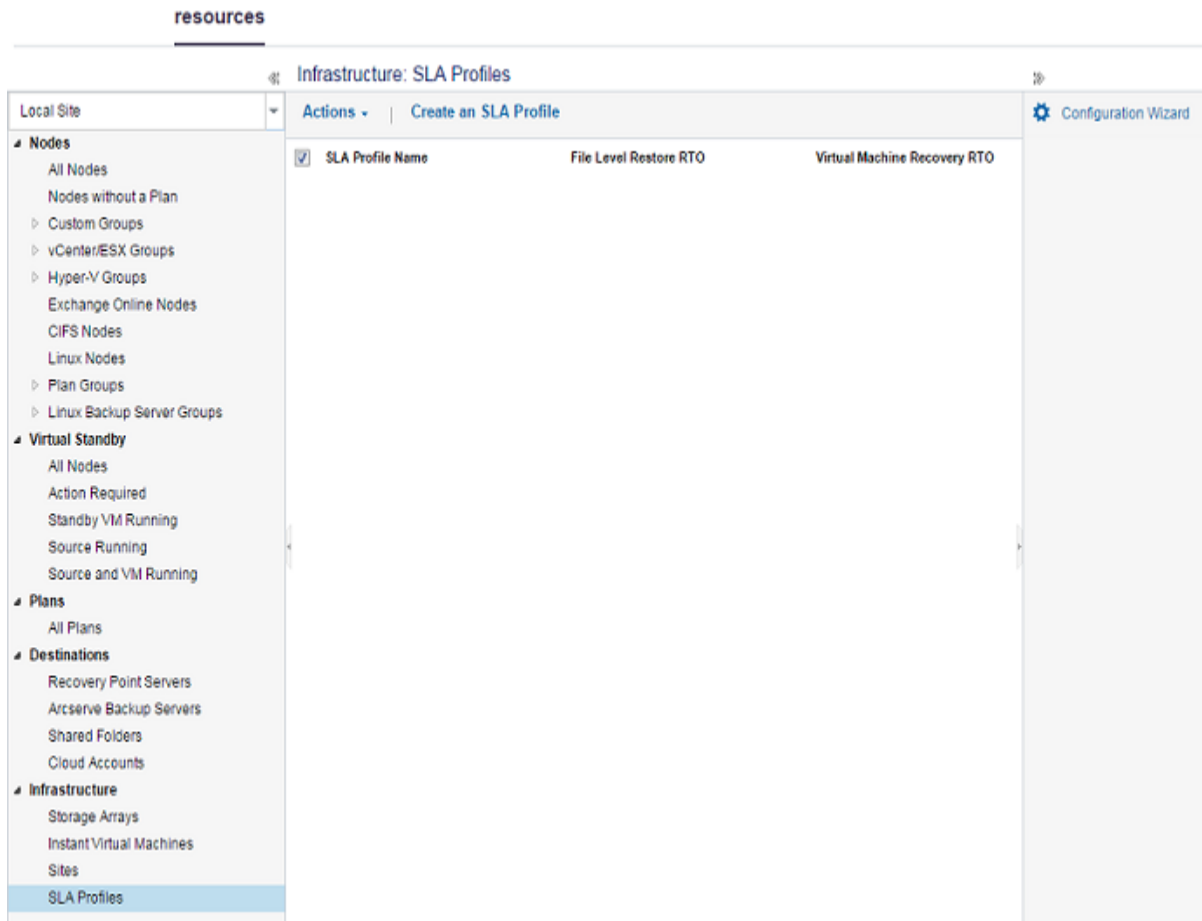 resources
Infrastructure: SLA Profiles
Local Site
Actions | Create an SLA Profile
Configuration Wizard
Nodes
All Nodes
Nodes without a Plan
Custom Groups
vCenter/ESX Groups
Hyper-V Groups
Exchange Online Nodes
CIFS Nodes
Linux Nodes
Plan Groups
Linux Backup Server Groups
Virtual Standby
All Nodes
Action Required
Standby VM Running
Source Running
Source and VM Running
Plans
All Plans
Destinations
Recovery Point Servers
Arcserve Backup Servers
Shared Folders
Cloud Accounts
Infrastructure
Storage Arrays
Instant Virtual Machines
Sites
SLA Profiles
SLA Profile Name File Level Restore RTO Virtual Machine Recovery RTO